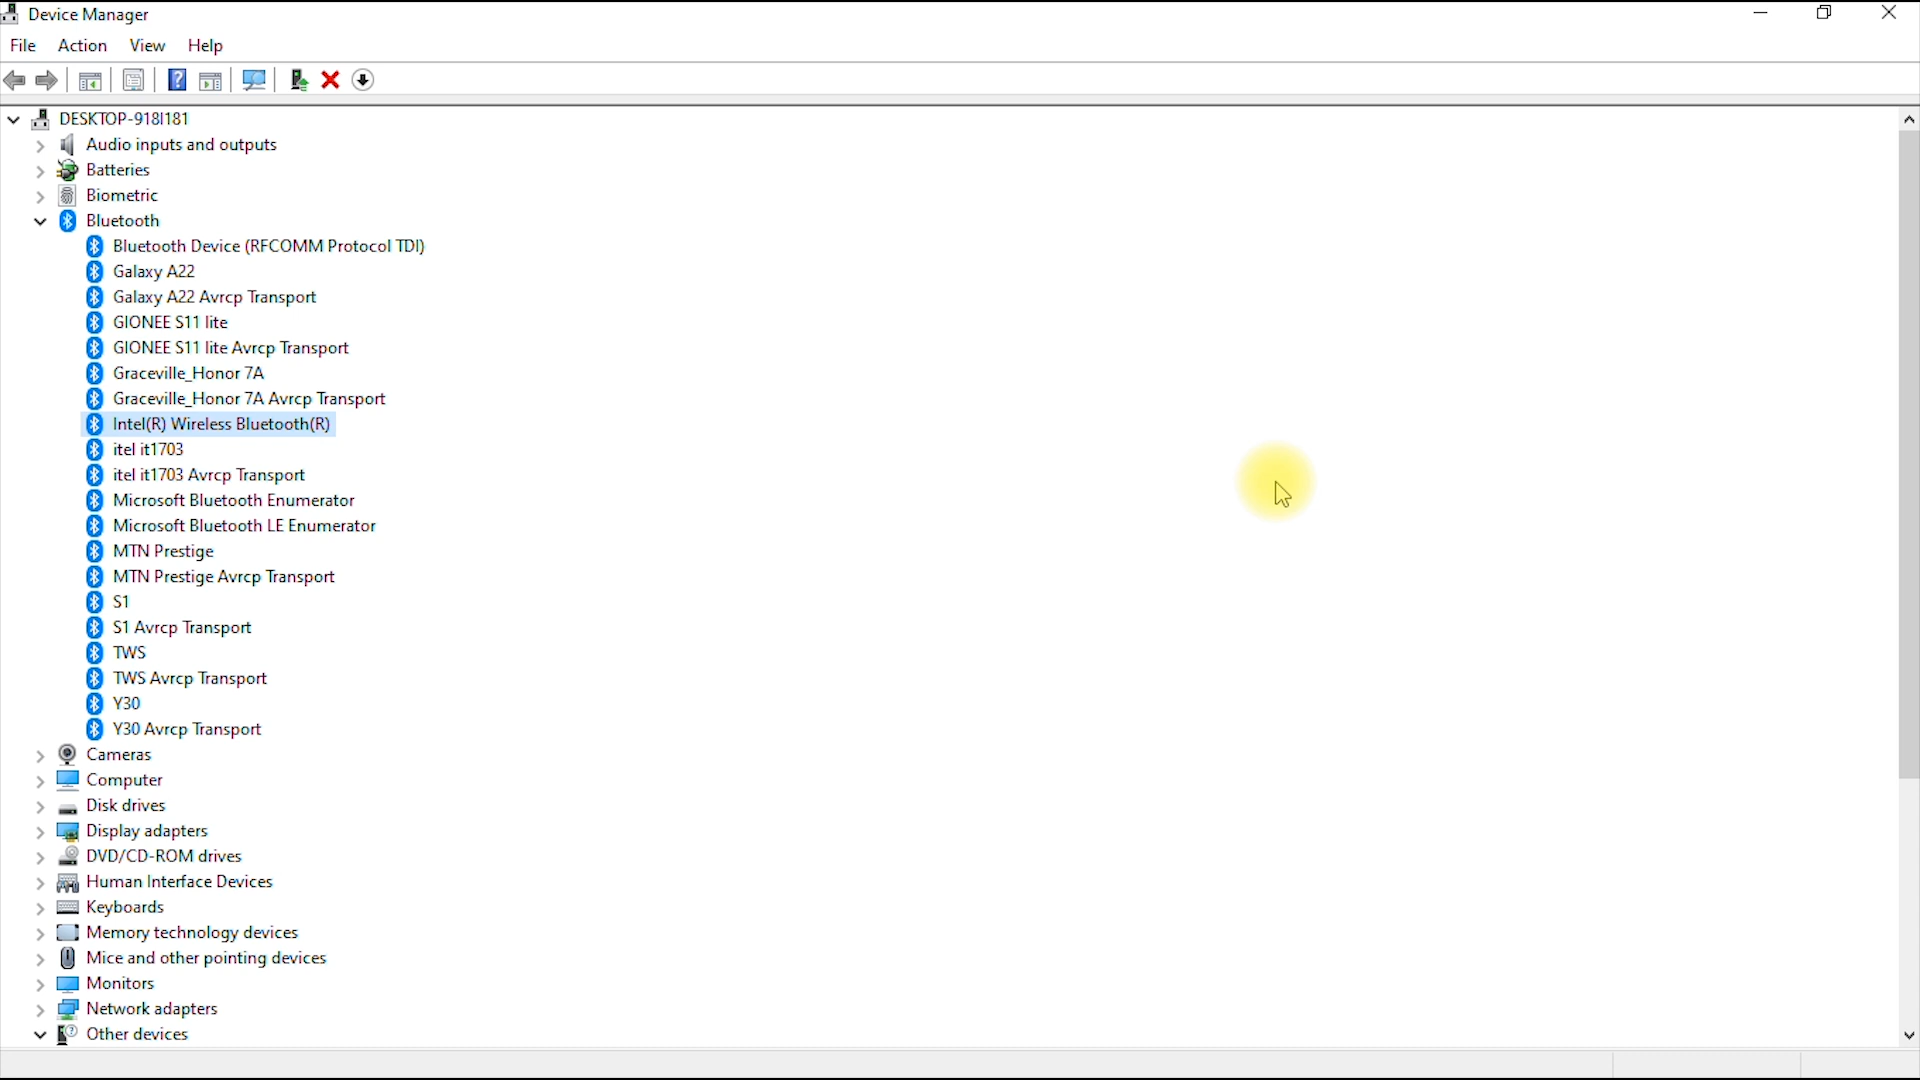 Device Manager
File Action View Help
DESKTOP-918I181
Audio inputs and outputs
Batteries
Biometric
Bluetooth
Bluetooth Device (RFCOMM Protocol TDI)
Galaxy A22
Galaxy A22 Avrcp Transport
GIONEE S11 lite
GIONEE S11 lite Avrcp Transport
Graceville_Honor 7A
Graceville_Honor 7A Avrcp Transport
Intel(R) Wireless Bluetooth(R)
itel it1703
itel it1703 Avrcp Transport
Microsoft Bluetooth Enumerator
Microsoft Bluetooth LE Enumerator
MTN Prestige
MTN Prestige Avrcp Transport
S1
S1 Avrcp Transport
TWS
TWS Avrcp Transport
Y30
Y30 Avrcp Transport
Cameras
Computer
Disk drives
Display adapters
DVD/CD-ROM drives
Human Interface Devices
Keyboards
Memory technology devices
Mice and other pointing devices
Monitors
Network adapters
Other devices